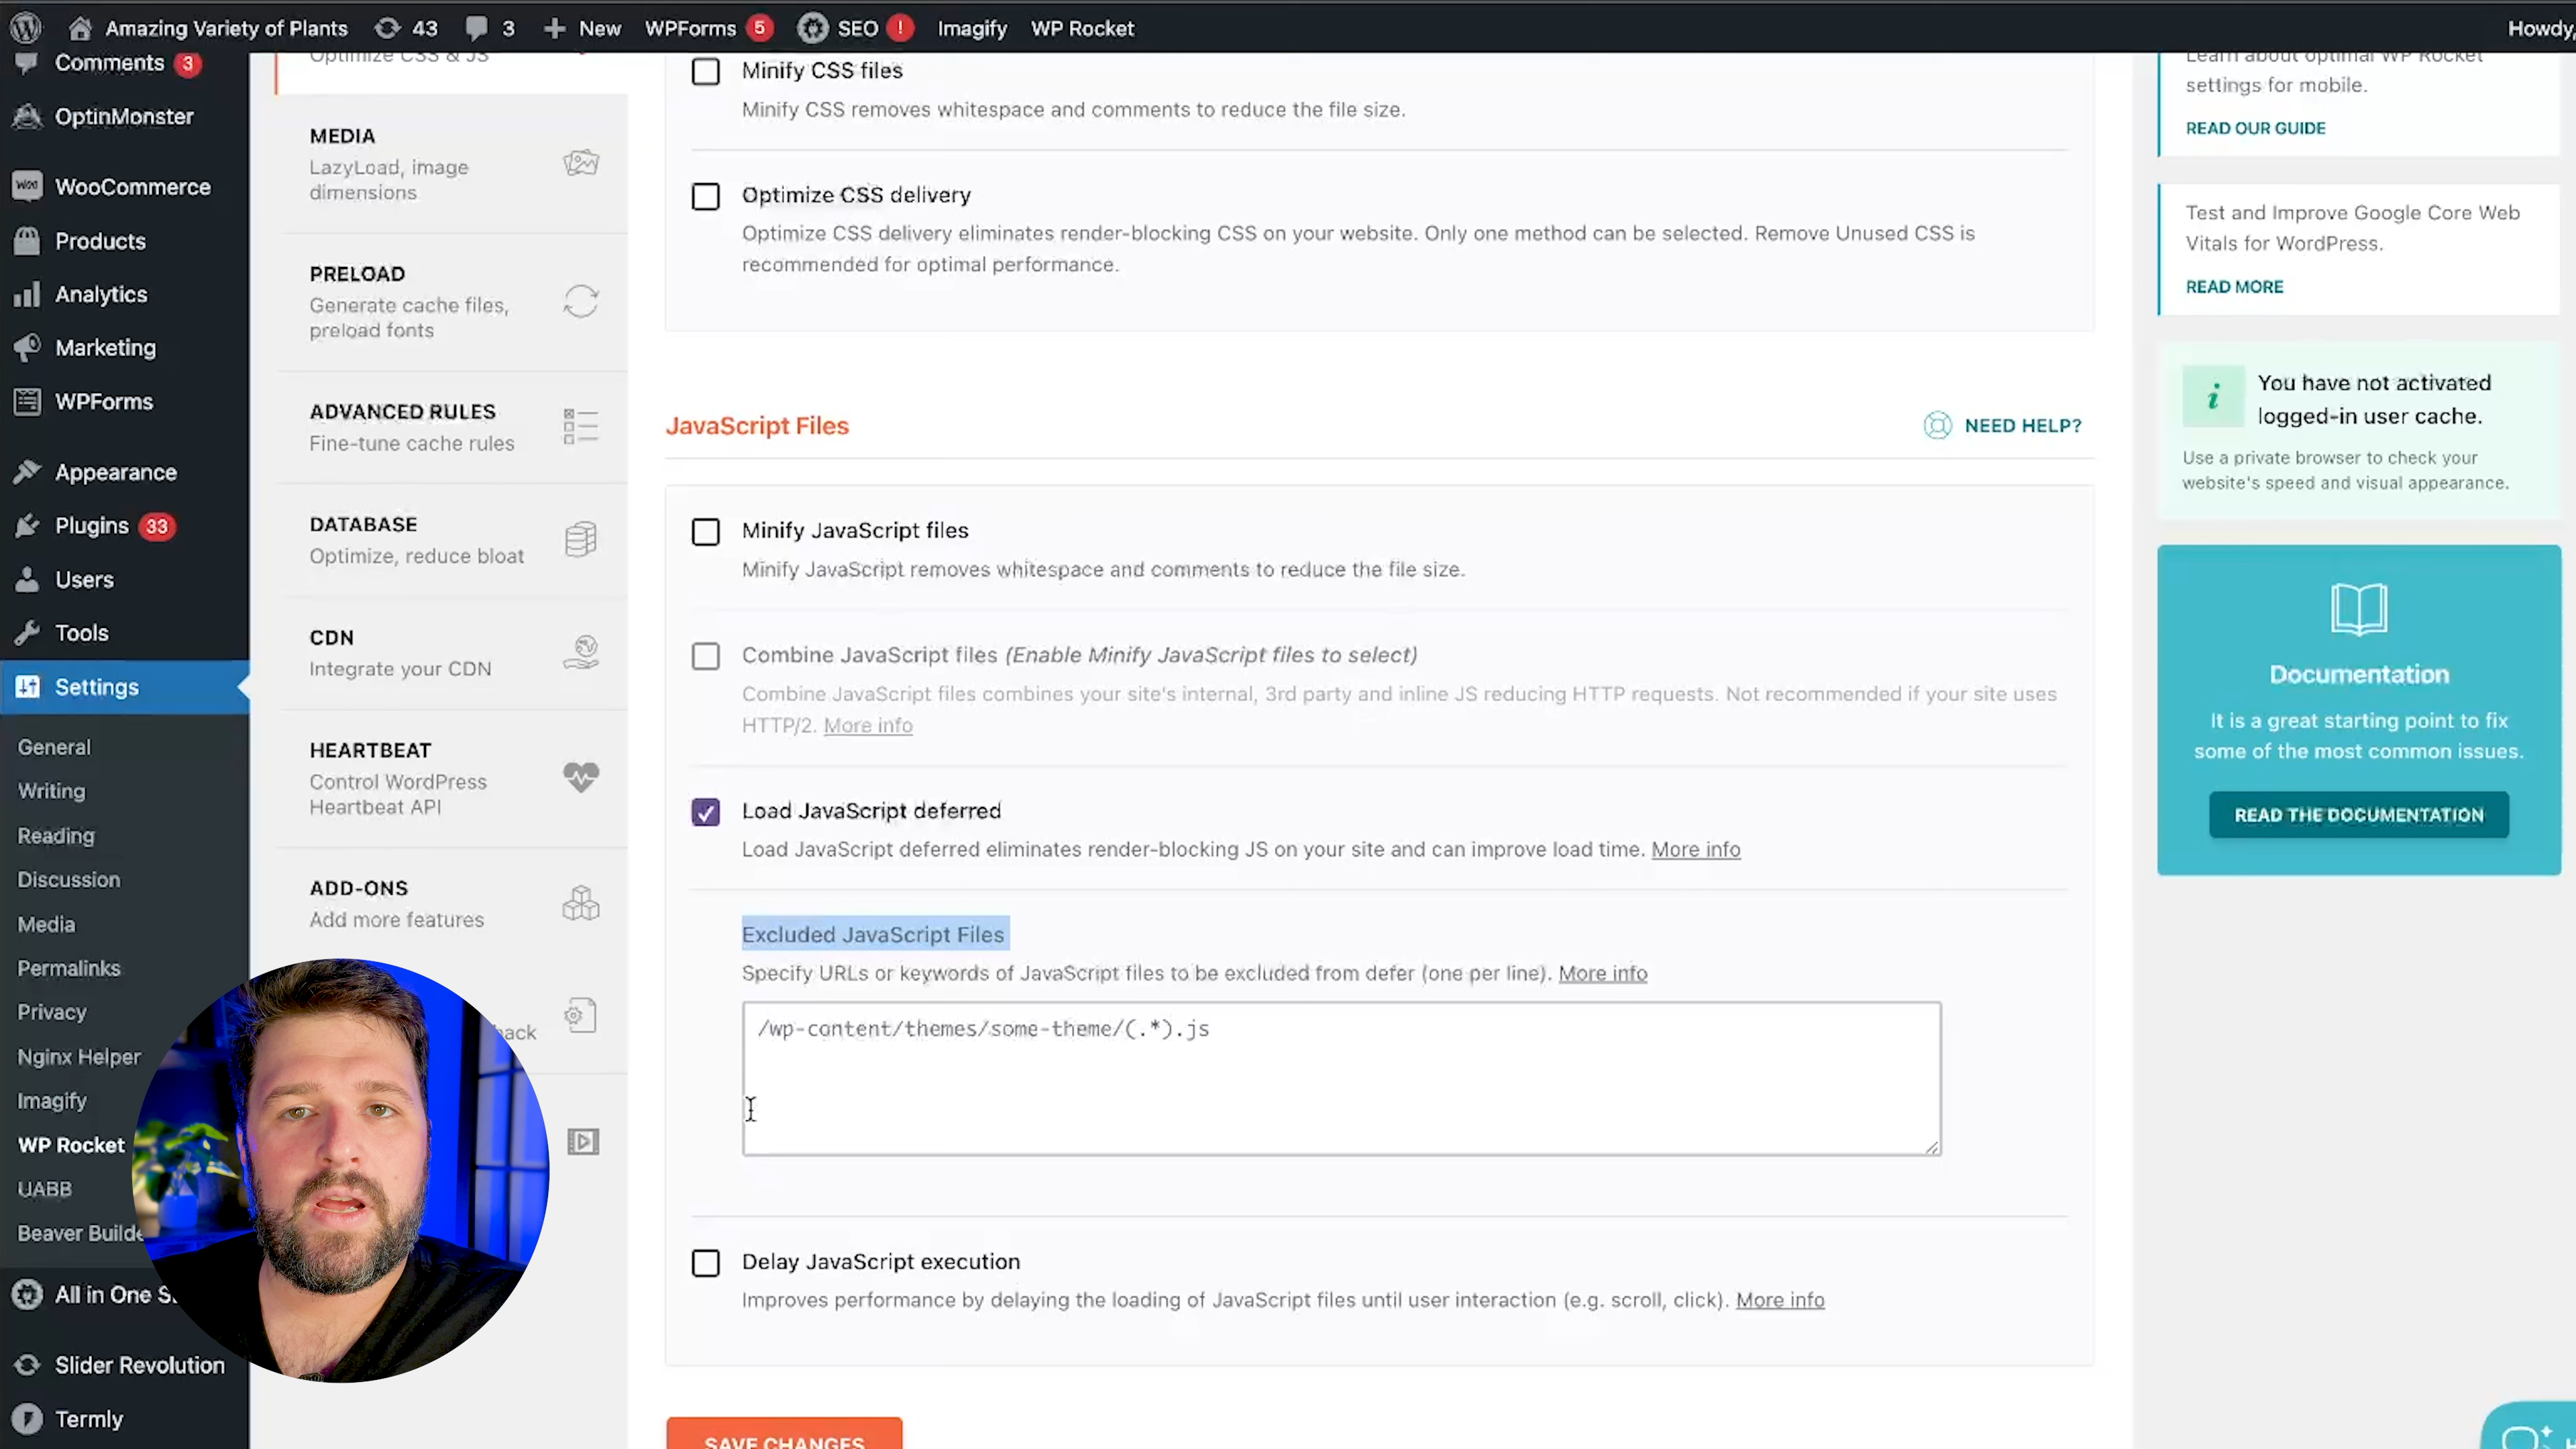 Amazing Variety of Plants
43
3
New
WPForms 5
SEO !
Imagify
WP Rocket
Howdy,
Comments 3
OptinMonster
WooCommerce
Products
Analytics
Marketing
WPForms
Appearance
Plugins 33
Users
Tools
Settings
General
Writing
Reading
Discussion
Media
Permalinks
Privacy
Nginx Helper
Imagify
WP Rocket
UABB
Beaver Builde
All in One S
Slider Revolution
Termly
Optimize CSS & JS
MEDIA
LazyLoad, image
dimensions
PRELOAD
Generate cache files,
preload fonts
ADVANCED RULES
Fine-tune cache rules
DATABASE
Optimize, reduce bloat
CDN
Integrate your CDN
HEARTBEAT
Control WordPress
Heartbeat API
ADD-ONS
Add more features
back
Minify CSS files
Minify CSS removes whitespace and comments to reduce the file size.
Optimize CSS delivery
Optimize CSS delivery eliminates render-blocking CSS on your website. Only one method can be selected. Remove Unused CSS is
recommended for optimal performance.
JavaScript Files
NEED HELP?
Minify JavaScript files
Minify JavaScript removes whitespace and comments to reduce the file size.
Combine JavaScript files (Enable Minify JavaScript files to select)
Combine JavaScript files combines your site's internal, 3rd party and inline JS reducing HTTP requests. Not recommended if your site uses
HTTP/2. More info
Load JavaScript deferred
Load JavaScript deferred eliminates render-blocking JS on your site and can improve load time. More info
Excluded JavaScript Files
Specify URLs or keywords of JavaScript files to be excluded from defer (one per line). More info
/wp-content/themes/some-theme/(.*).js
Delay JavaScript execution
Improves performance by delaying the loading of JavaScript files until user interaction (e.g. scroll, click). More info
SAVE CHANGES
Learn about optimal WP Rocket
settings for mobile.
READ OUR GUIDE
Test and Improve Google Core Web
Vitals for WordPress.
READ MORE
You have not activated
logged-in user cache.
Use a private browser to check your
website's speed and visual appearance.
Documentation
It is a great starting point to fix
some of the most common issues.
READ THE DOCUMENTATION